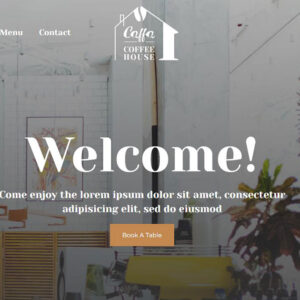 Menu Contact
Caffa
COFFEE
HOUSE
Welcome!
Come enjoy the lorem ipsum dolor sit amet, consectetur
adipisicing elit, sed do eiusmod
Book A Table